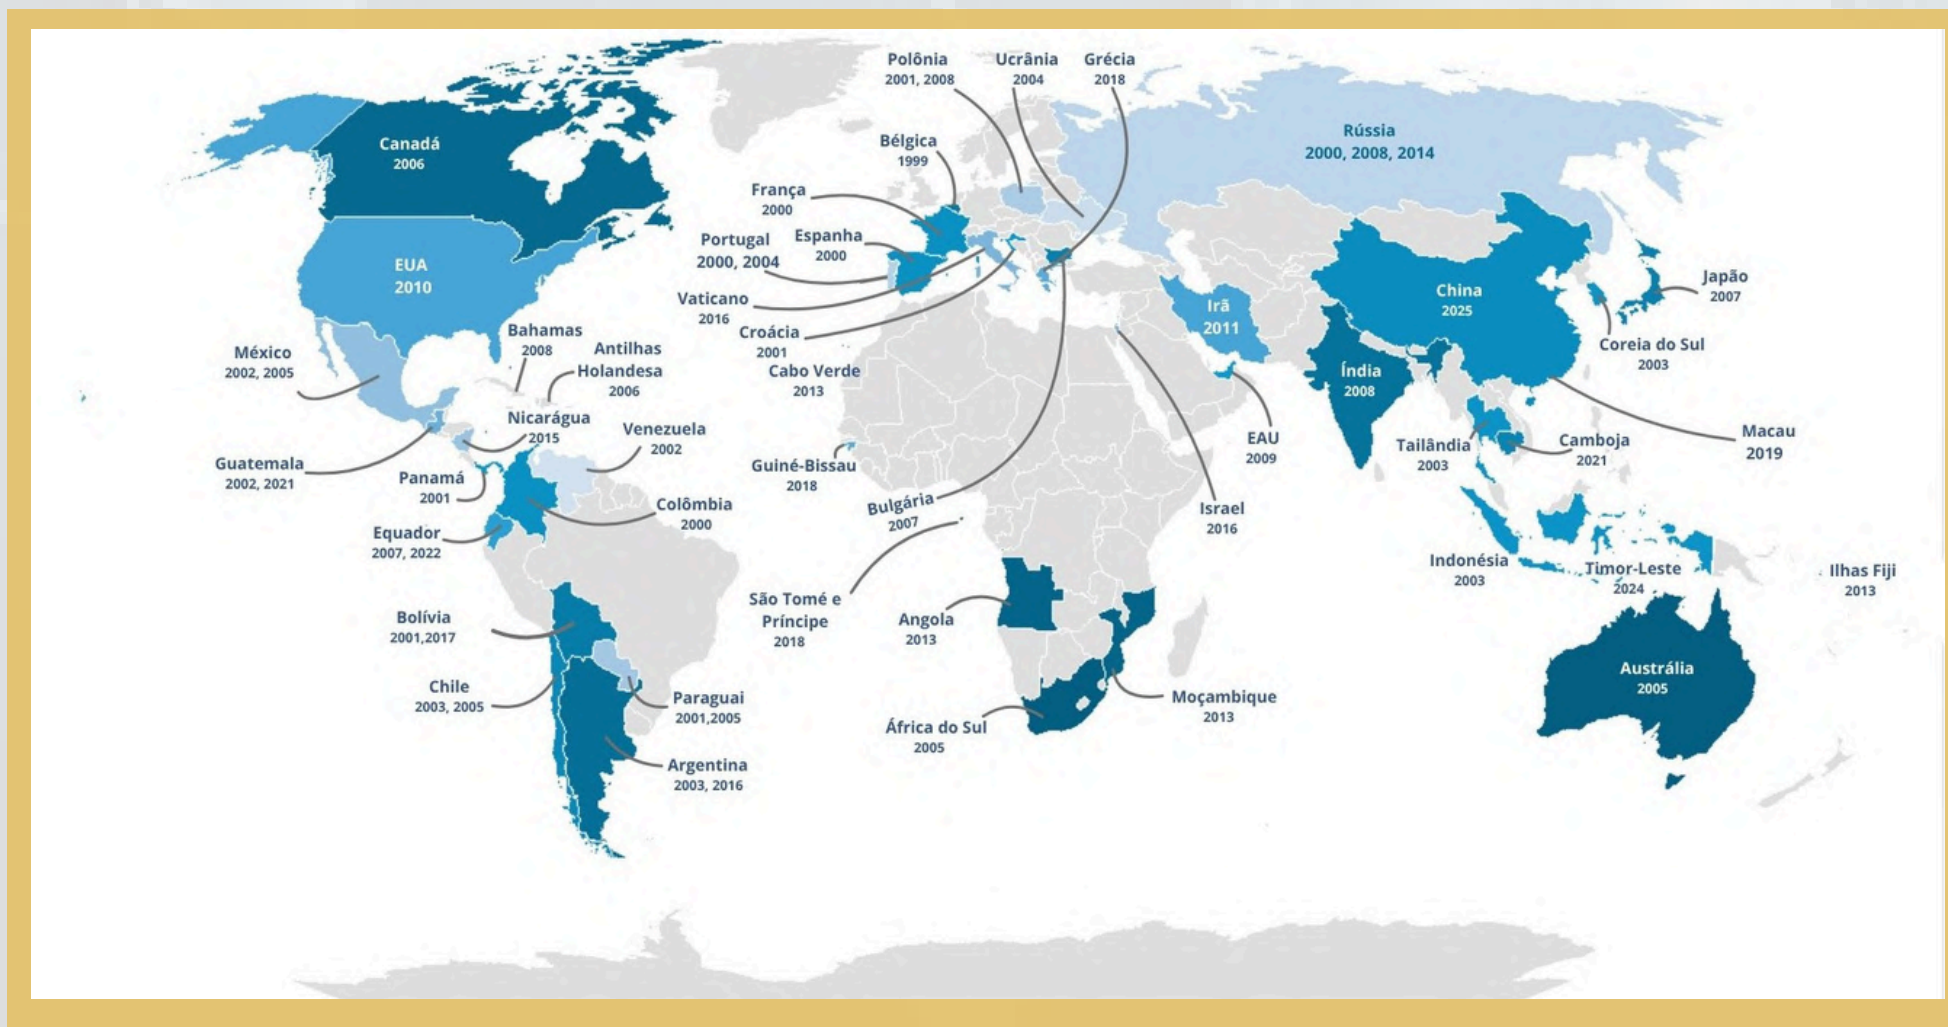 Polônia
2001, 2008
Ucrânia
2004
Grécia
2018
Canadá
2006
Bélgica
1999
Rússia
2000, 2008, 2014
França
2000
Portugal
2000, 2004
Espanha
2000
EUA
2010
Vaticano
2016
Croácia
2001
Irã
2011
China
2025
Japão
2007
Coreia do Sul
2003
México
2002, 2005
Bahamas
2008
Antilhas
Holandesa
2006
Cabo Verde
2013
Índia
2008
Nicarágua
2015
Venezuela
2002
EAU
2009
Tailândia
2003
Camboja
2021
Macau
2019
Guatemala
2002, 2021
Panamá
2001
Guiné-Bissau
2018
Colômbia
2000
Bulgária
2007
Israel
2016
Equador
2007, 2022
Indonésia
2003
Timor-Leste
2024
Ilhas Fiji
2013
São Tomé e
Príncipe
2018
Angola
2013
Bolívia
2001,2017
Austrália
2005
Chile
2003, 2005
Paraguai
2001,2005
Moçambique
2013
África do Sul
2005
Argentina
2003, 2016